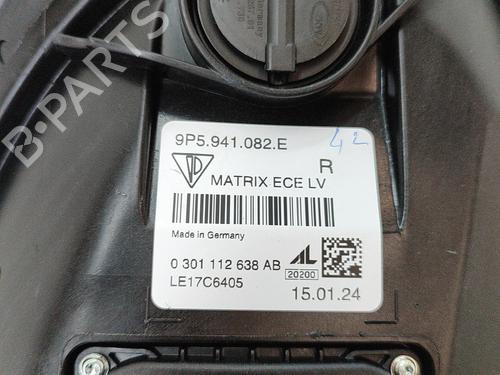 9P5.941.082.E
42
R
MATRIX ECE LV
Made in Germany
0 301 112 638 AB
AL
20200
LE17C6405
15.01.24
B-Parts
B-Parts